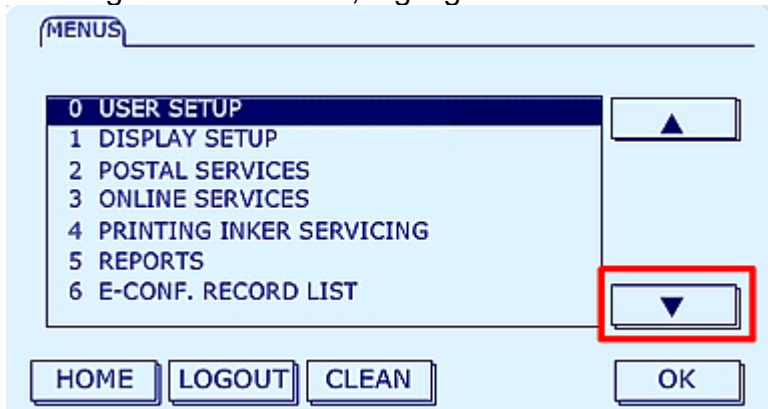 MENUS
0 USER SETUP
1 DISPLAY SETUP
2 POSTAL SERVICES
3 ONLINE SERVICES
4 PRINTING INKER SERVICING
5 REPORTS
6 E-CONF. RECORD LIST
HOME LOGOUT CLEAN OK